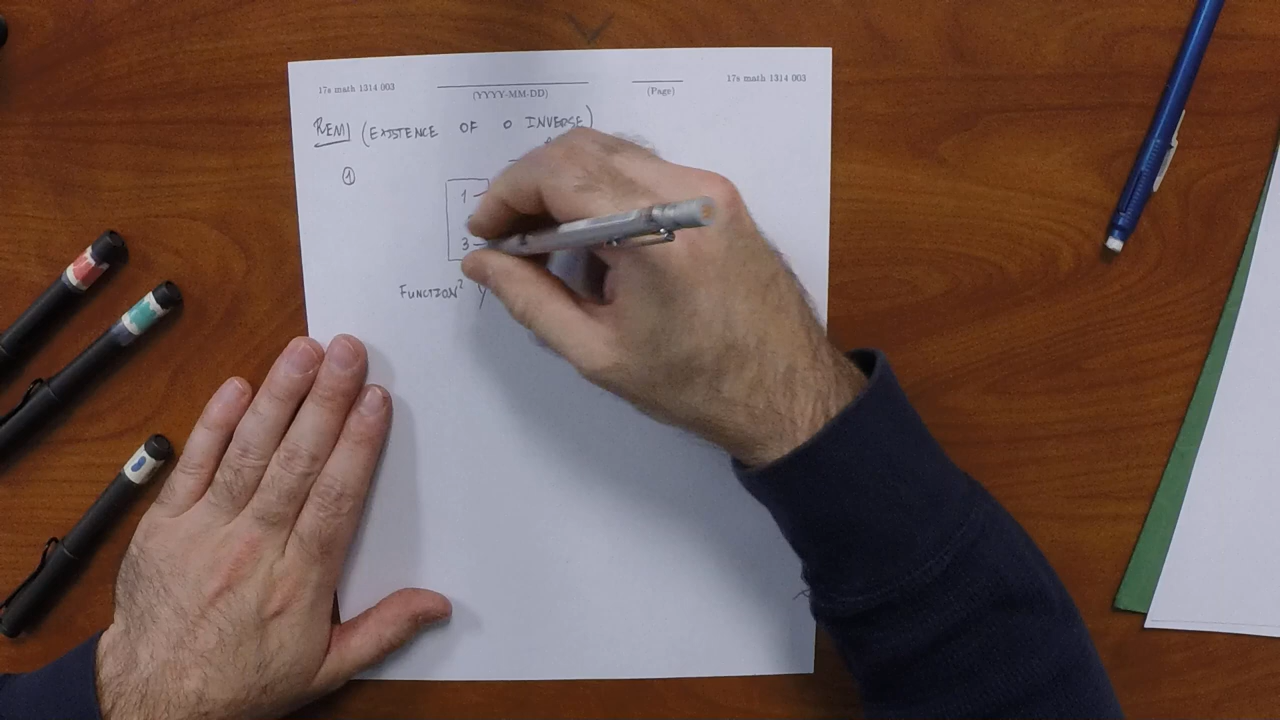 17s math 1314 003 (YYYY-MM-DD) (Page) 17s math 1314 003
REM (EXISTENCE OF O INVERSE)
①
1
3
FUNCTION? Y